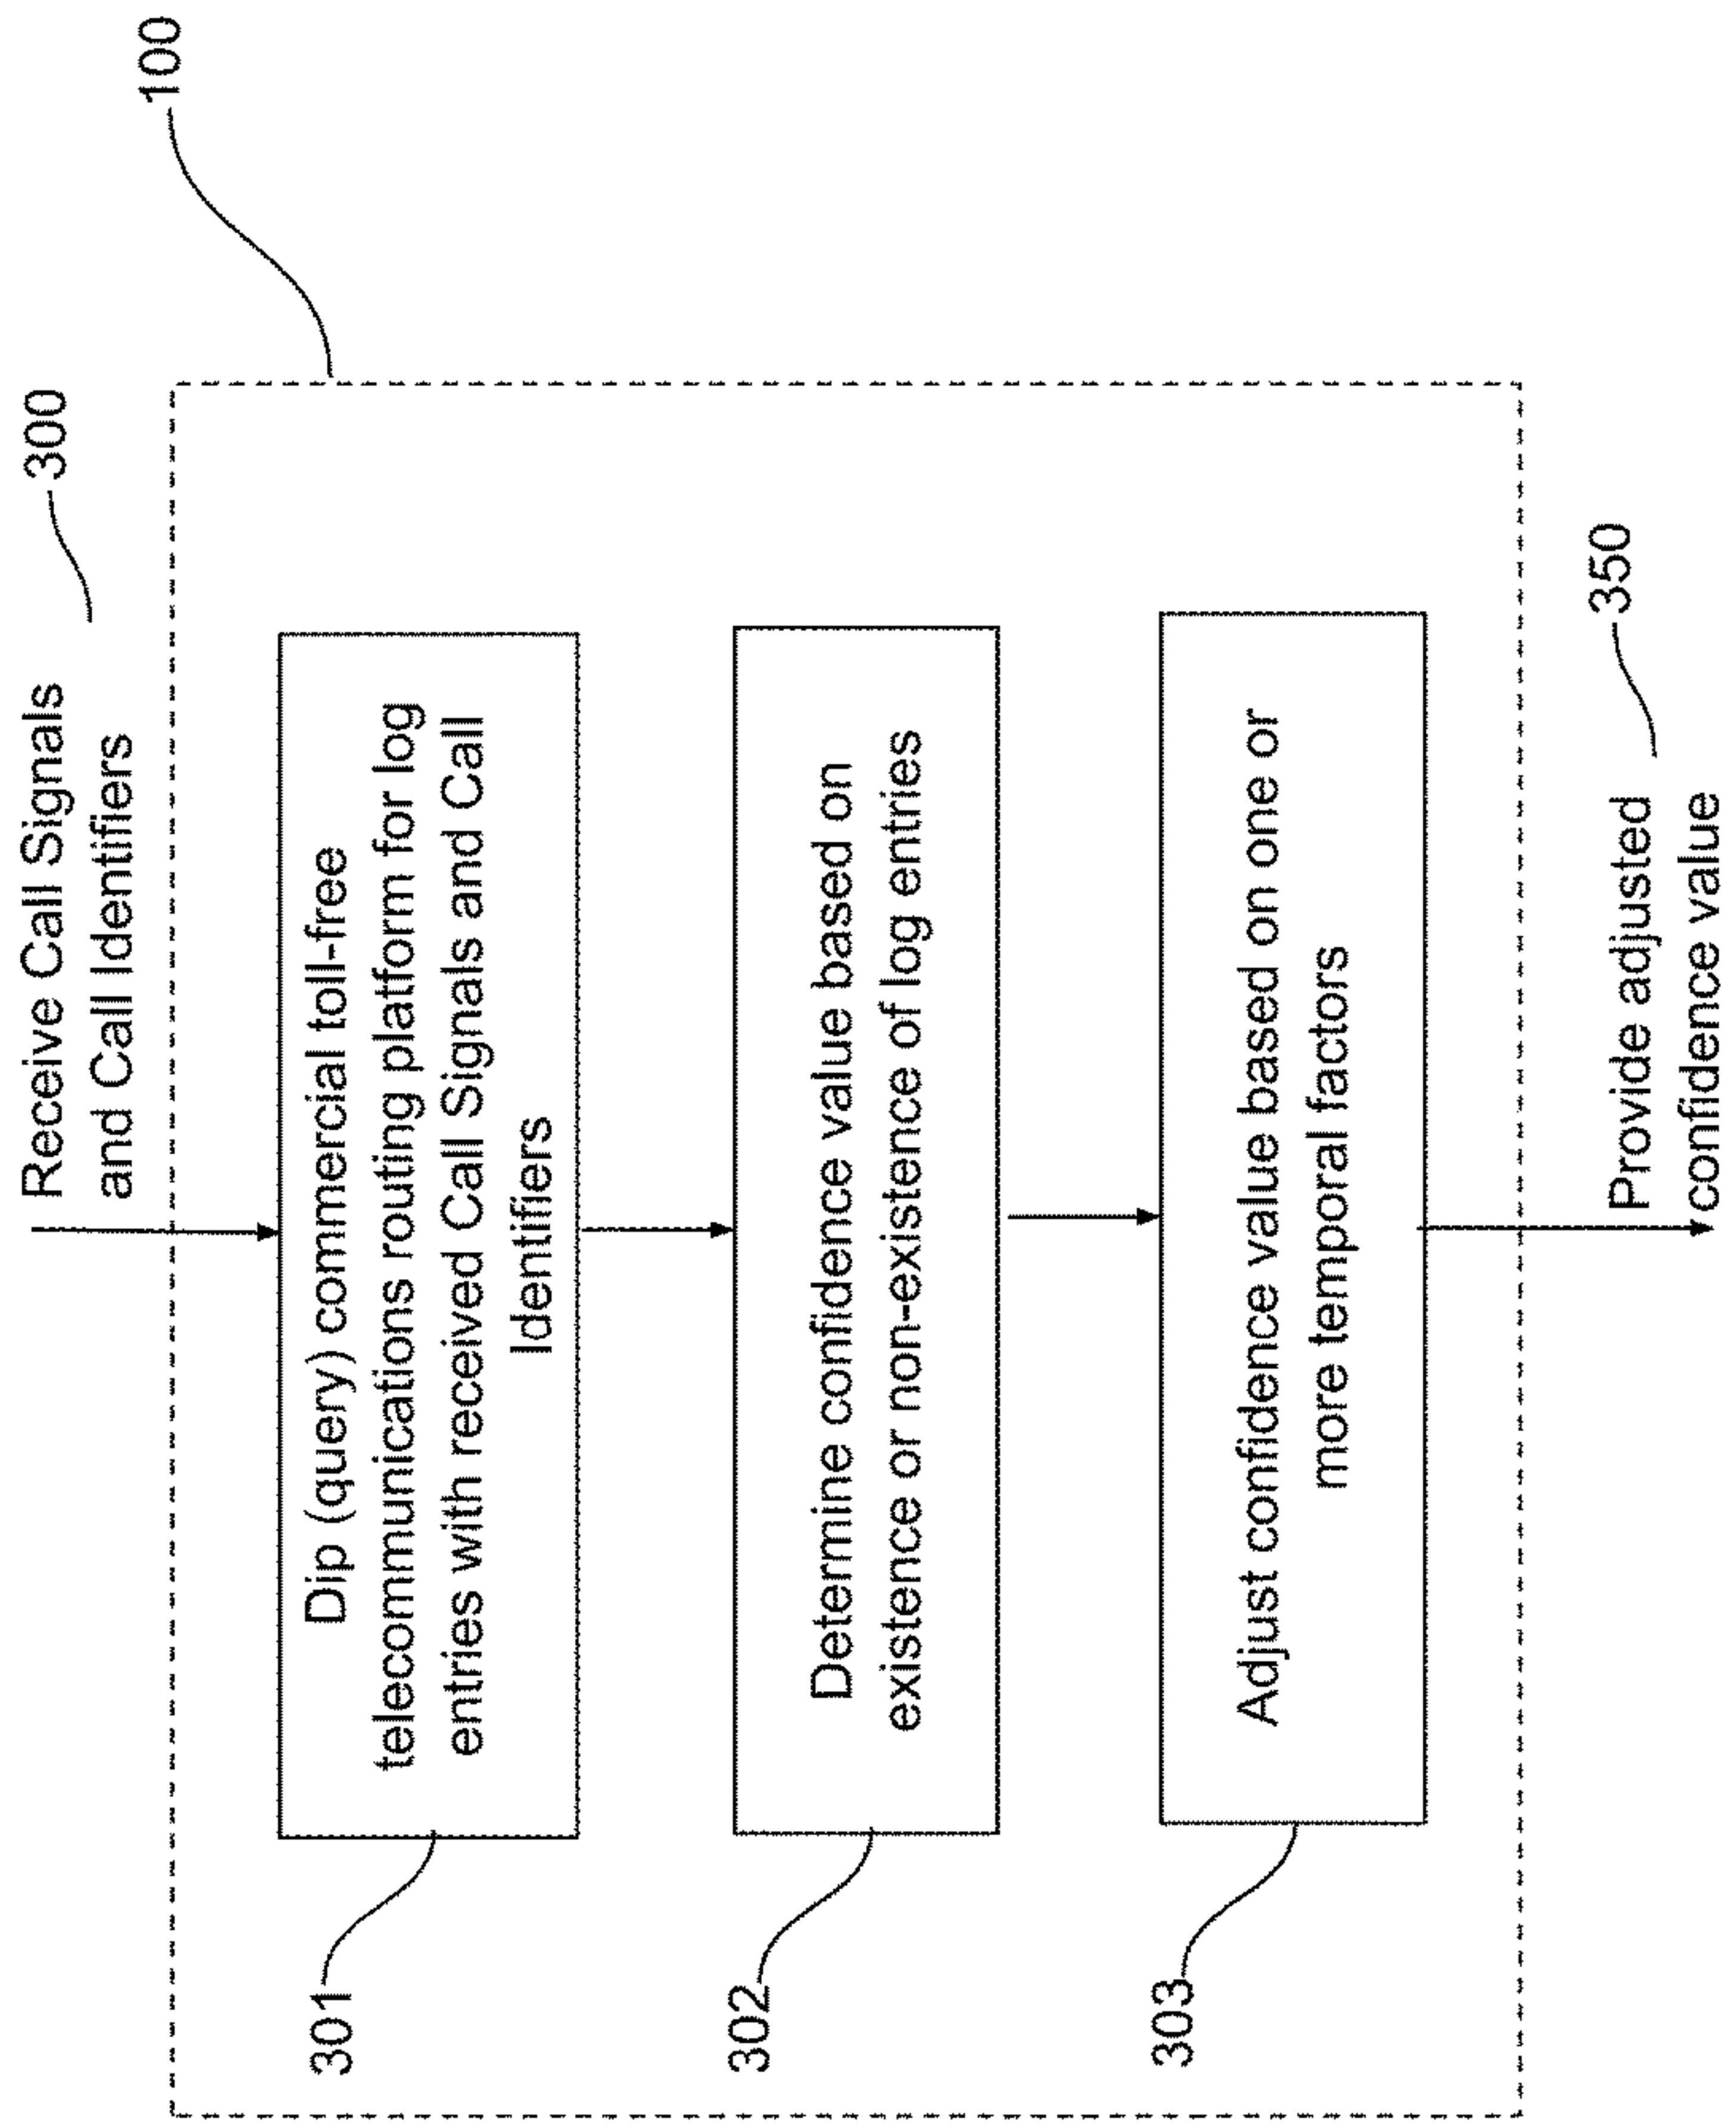 Receive Call Signals
and Call Identifiers
300
100
Dip (query) commercial toll-free
telecommunications routing platform for log
entries with received Call Signals and Call
Identifiers
301
Determine confidence value based on
existence or non-existence of log entries
302
Adjust confidence value based on one or
more temporal factors
303
Provide adjusted
confidence value
350